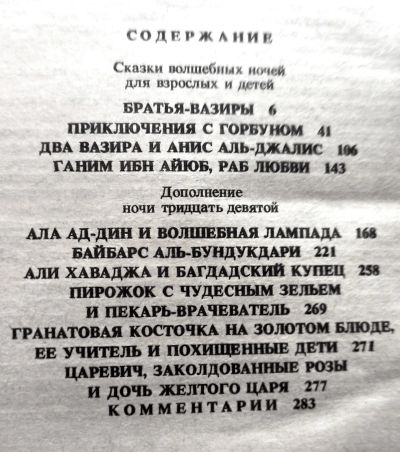 СОДЕРЖАНИЕ
Сказки волшебных ночей
для взрослых и детей
БРАТЬЯ-ВАЗИРЫ 6
ПРИКЛЮЧЕНИЯ С ГОРБУНОМ 41
ДВА ВАЗИРА И АНИС АЛЬ-ДЖАЛИС 106
ГАНИМ ИБН АЙЮБ, РАБ ЛЮБВИ 143
Дополнение
ночи тридцать девятой
АЛА АД-ДИН И ВОЛШЕБНАЯ ЛАМПАДА 168
БАЙБАРС АЛЬ-БУНДУКДАРИ 221
АЛИ ХАВАДЖА И БАГДАДСКИЙ КУПЕЦ 258
ПИРОЖОК С ЧУДЕСНЫМ ЗЕЛЬЕМ
И ПЕКАРЬ-ВРАЧЕВАТЕЛЬ 269
ГРАНАТОВАЯ КОСТОЧКА НА ЗОЛОТОМ БЛЮДЕ,
ЕЕ УЧИТЕЛЬ И ПОХИЩЕННЫЕ ДЕТИ 271
ЦАРЕВИЧ, ЗАКОЛДОВАННЫЕ РОЗЫ
И ДОЧЬ ЖЕЛТОГО ЦАРЯ 277
КОММЕНТАРИИ 283